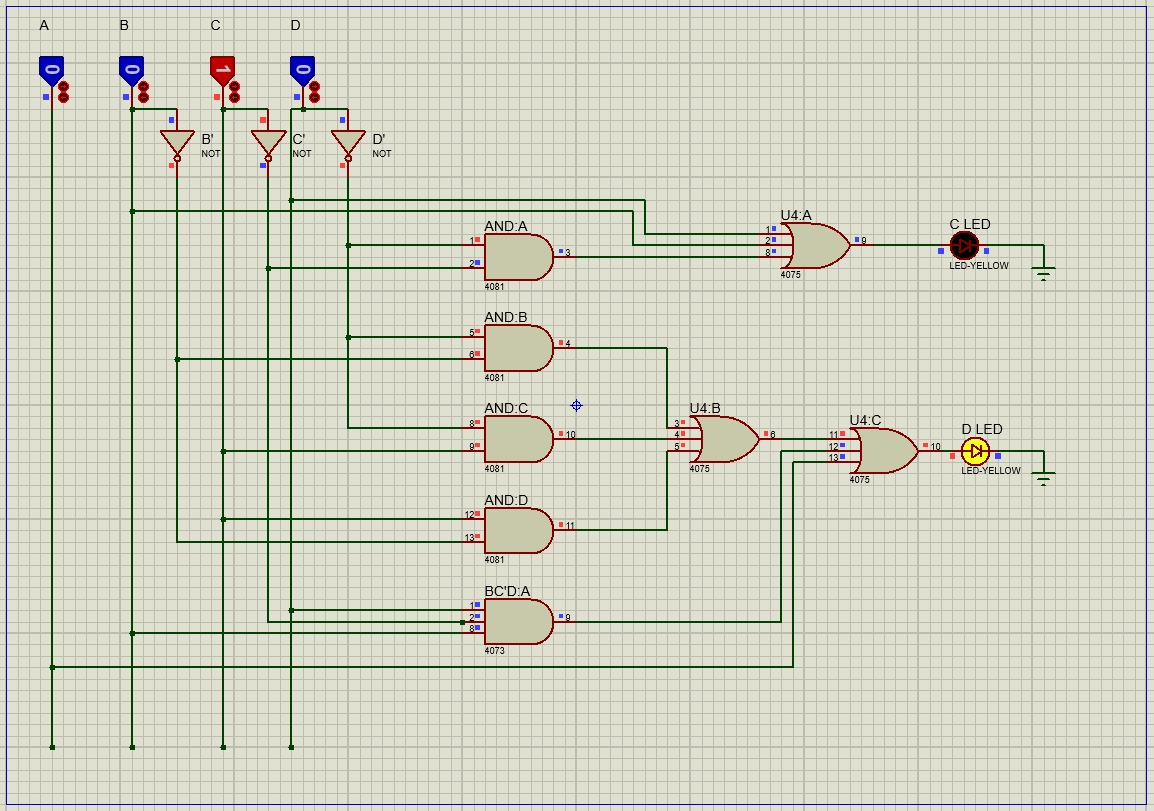 A B C D
0 0 1 0
B' C' D'
NOT NOT NOT
U4:A
1
2
8
9
4075
C LED
LED-YELLOW
AND:A
1
2
3
4081
AND:B
5
6
4
4081
AND:C
8
9
10
4081
U4:B
3
4
5
6
4075
U4:C
11
12
13
10
4075
D LED
LED-YELLOW
AND:D
12
13
11
4081
BC'D:A
1
2
8
9
4073